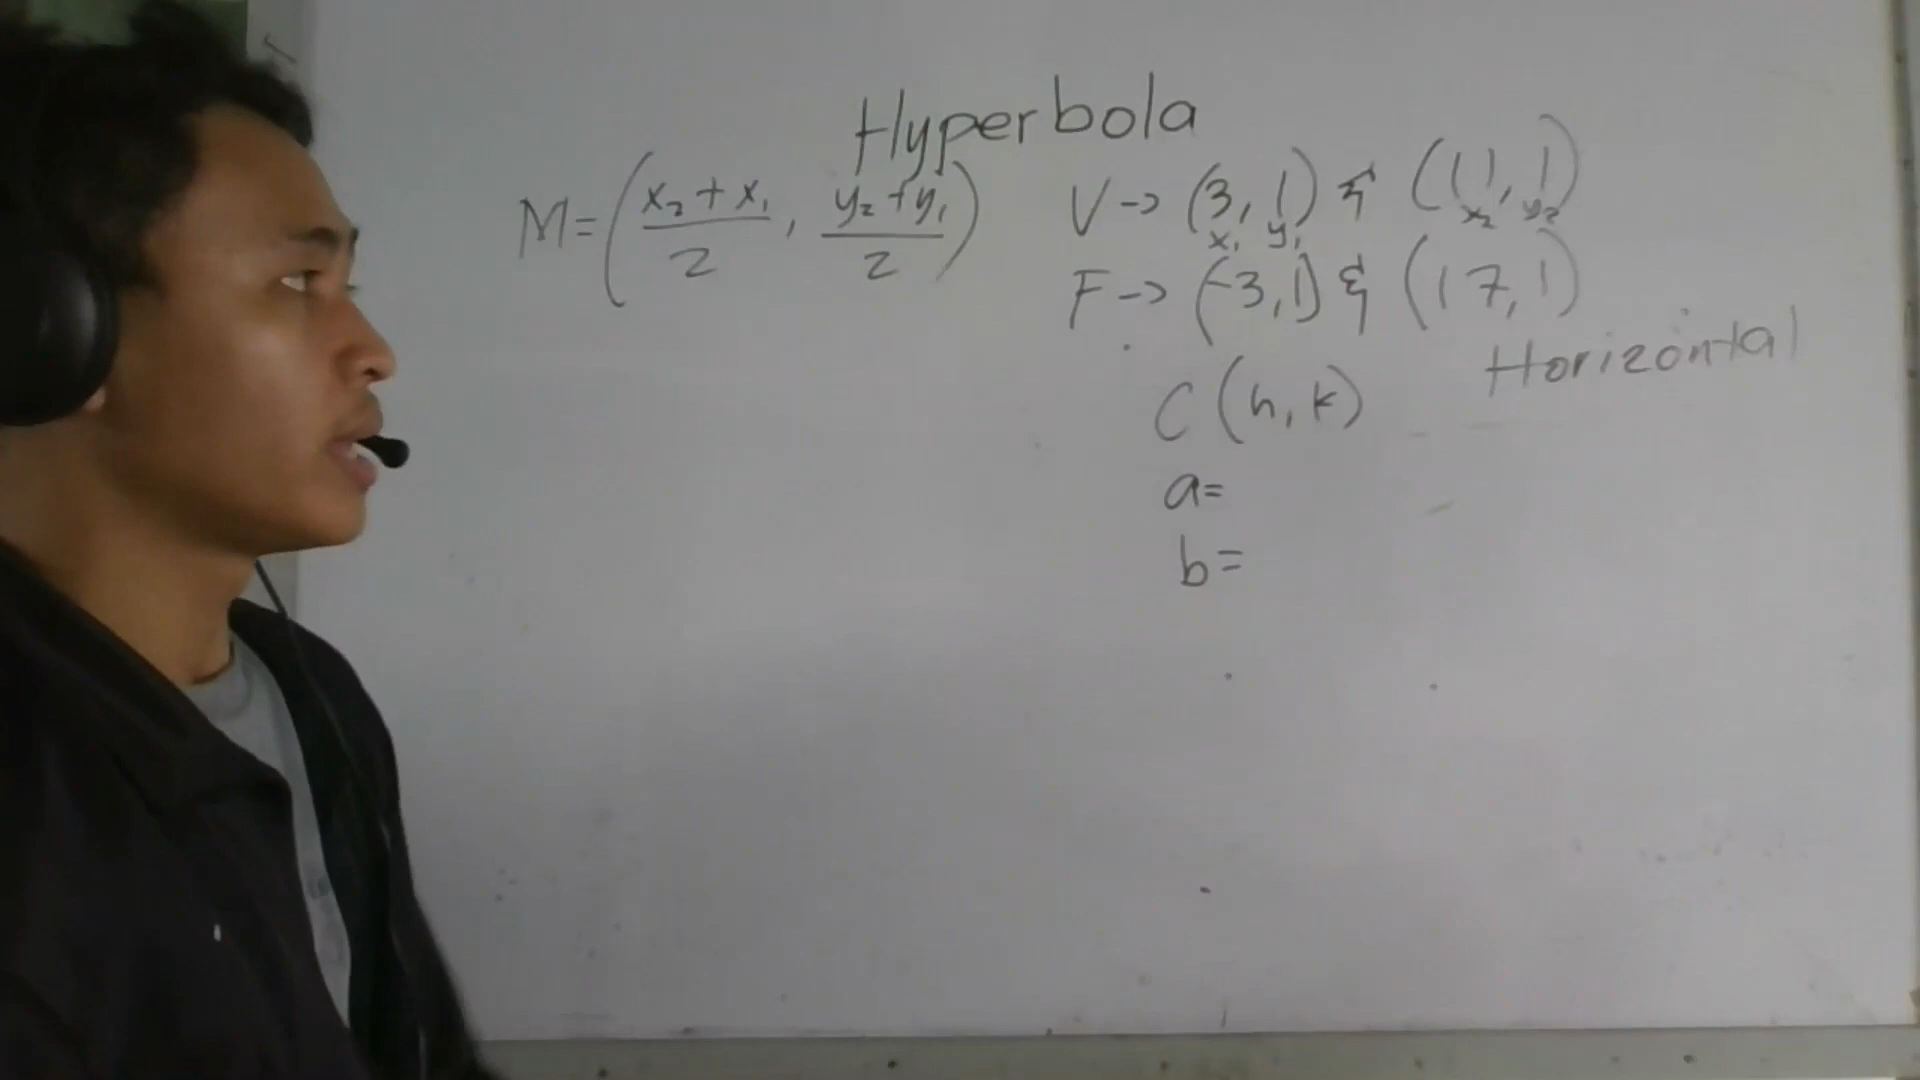 Hyperbola
M = (x₂ + x₁ / 2, y₂ + y₁ / 2)
V → (3, 1) & (11, 1)
x₁ y₁ x₂ y₂
F → (-3, 1) & (17, 1)
Horizontal
C (h, k)
a =
b =